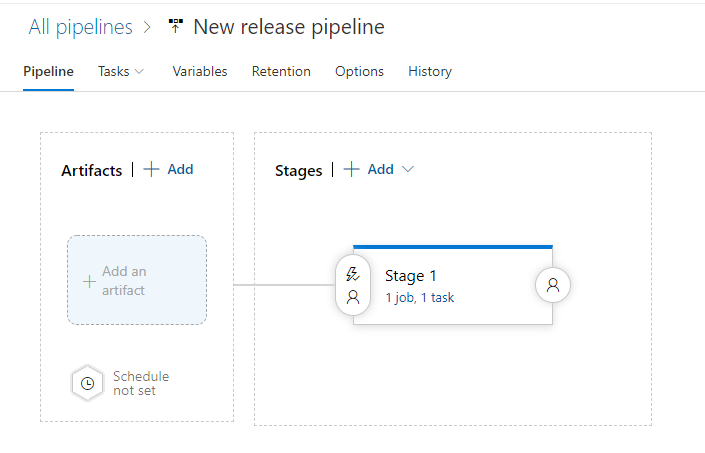 All pipelines > New release pipeline
Pipeline Tasks Variables Retention Options History
Artifacts | + Add
Stages | + Add
+ Add an
artifact
Stage 1
1 job, 1 task
Schedule
not set